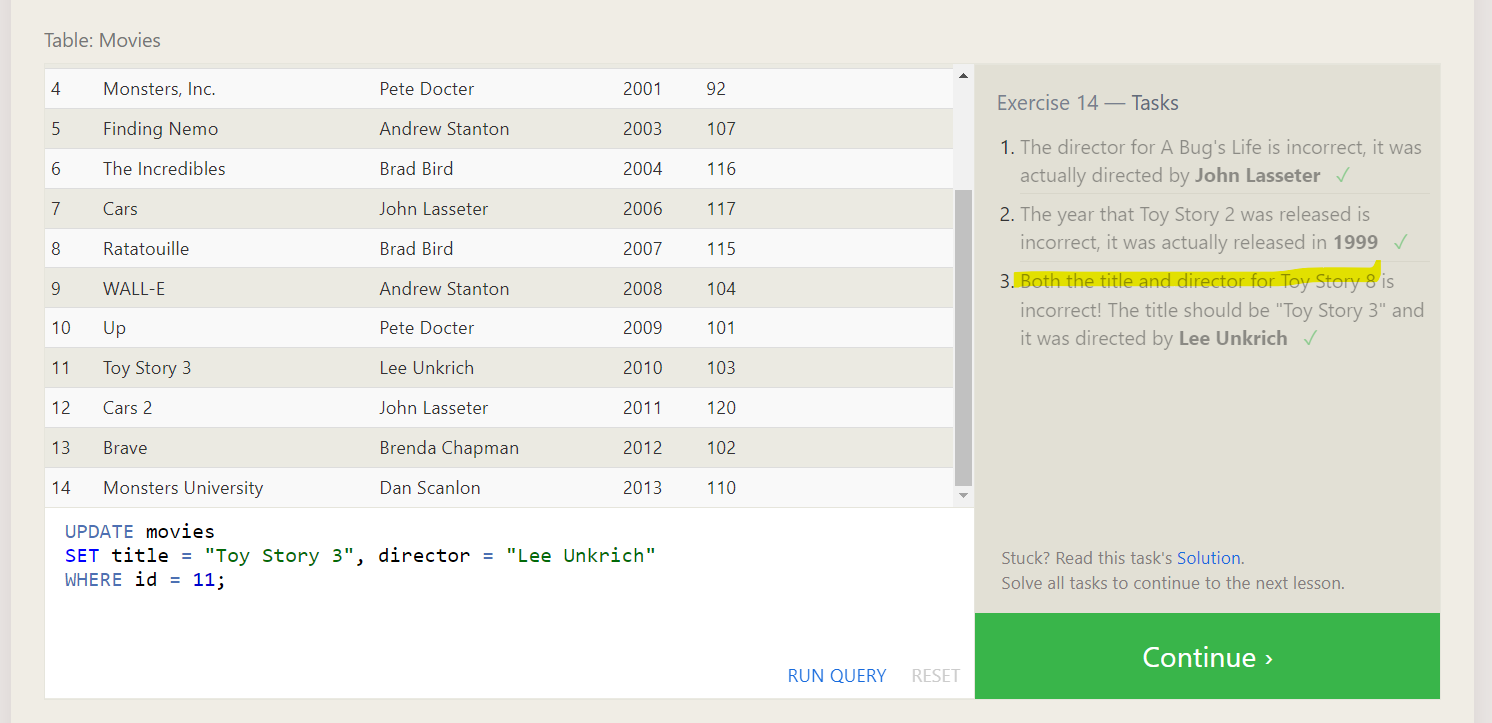 Table: Movies
4 Monsters, Inc. Pete Docter 2001 92
5 Finding Nemo Andrew Stanton 2003 107
6 The Incredibles Brad Bird 2004 116
7 Cars John Lasseter 2006 117
8 Ratatouille Brad Bird 2007 115
9 WALL-E Andrew Stanton 2008 104
10 Up Pete Docter 2009 101
11 Toy Story 3 Lee Unkrich 2010 103
12 Cars 2 John Lasseter 2011 120
13 Brave Brenda Chapman 2012 102
14 Monsters University Dan Scanlon 2013 110
UPDATE movies
SET title = "Toy Story 3", director = "Lee Unkrich"
WHERE id = 11;
RUN QUERY RESET
Exercise 14 — Tasks
1. The director for A Bug's Life is incorrect, it was
actually directed by John Lasseter ✓
2. The year that Toy Story 2 was released is
incorrect, it was actually released in 1999 ✓
3. Both the title and director for Toy Story 8 is
incorrect! The title should be "Toy Story 3" and
it was directed by Lee Unkrich ✓
Stuck? Read this task's Solution.
Solve all tasks to continue to the next lesson.
Continue ›